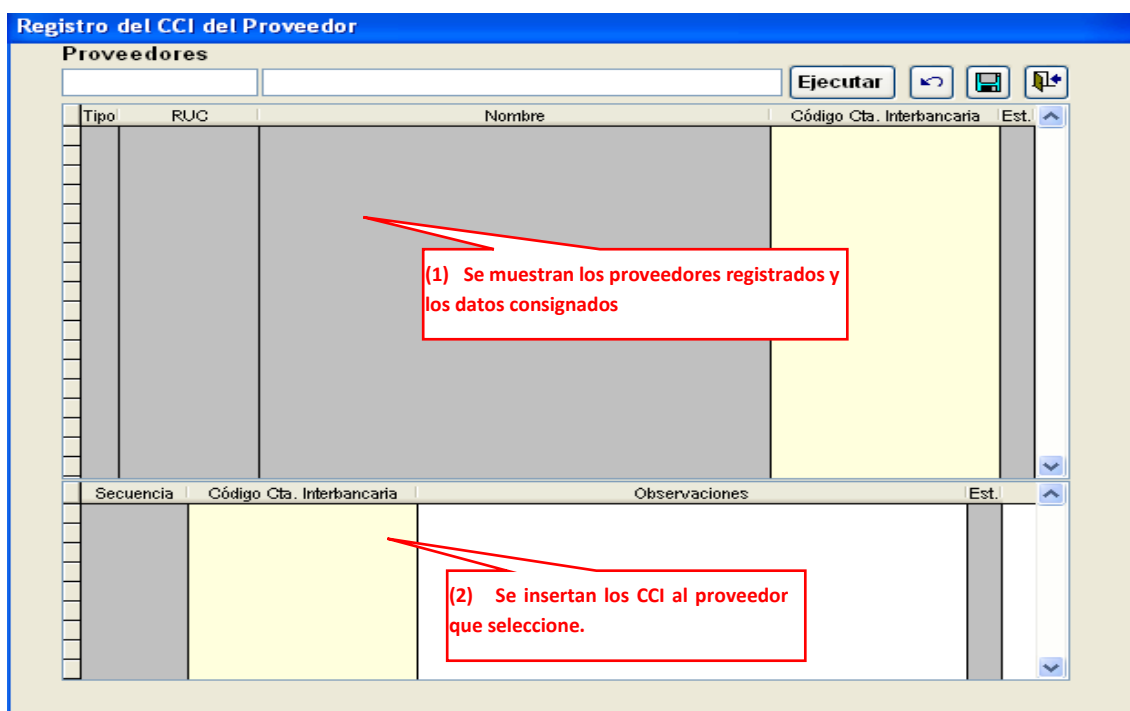 Registro del CCI del Proveedor
Proveedores
Ejecutar
Tipo RUC Nombre Código Cta. Interbancaria Est.
(1) Se muestran los proveedores registrados y
los datos consignados
Secuencia Código Cta. Interbancaria Observaciones Est.
(2) Se insertan los CCI al proveedor
que seleccione.